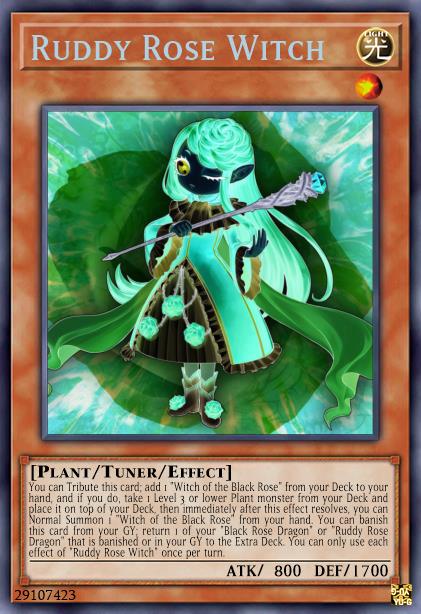 RUDDY ROSE WITCH
LIGHT
光
[PLANT/TUNER/EFFECT]
You can Tribute this card; add 1 "Witch of the Black Rose" from your Deck to your
hand, and if you do, take 1 Level 3 or lower Plant monster from your Deck and
place it on top of your Deck, then immediately after this effect resolves, you can
Normal Summon 1 "Witch of the Black Rose" from your hand. You can banish
this card from your GY; return 1 of your "Black Rose Dragon" or "Ruddy Rose
Dragon" that is banished or in your GY to the Extra Deck. You can only use each
effect of "Ruddy Rose Witch" once per turn.
ATK/ 800 DEF/1700
29107423